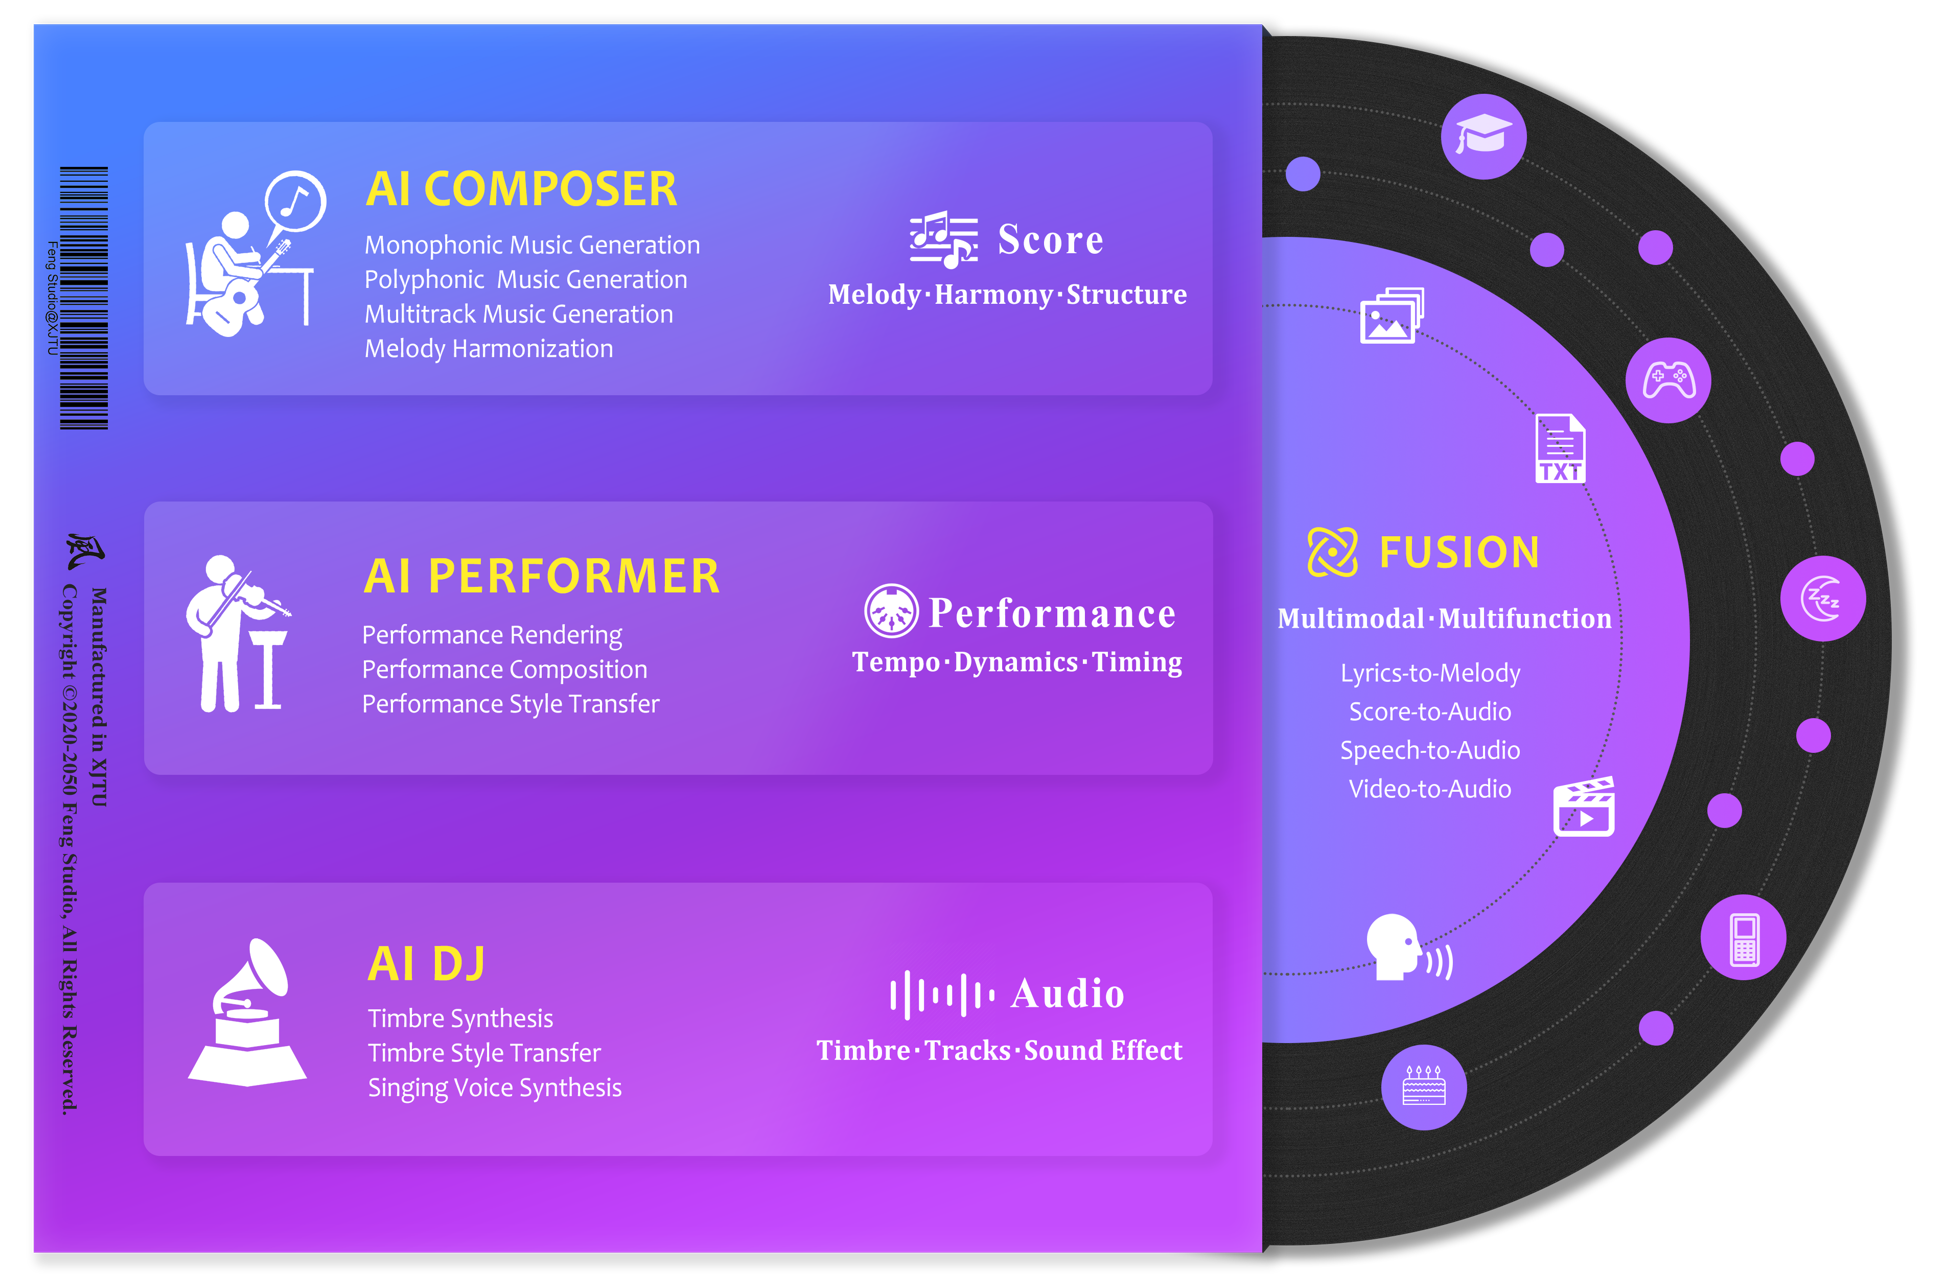 Feng Studio@XJTU
風
Manufactured in XJTU
Copyright ©2020-2050 Feng Studio, All Rights Reserved.
AI COMPOSER
Monophonic Music Generation
Polyphonic Music Generation
Multitrack Music Generation
Melody Harmonization
Score
Melody·Harmony·Structure
AI PERFORMER
Performance Rendering
Performance Composition
Performance Style Transfer
Performance
Tempo·Dynamics·Timing
AI DJ
Timbre Synthesis
Timbre Style Transfer
Singing Voice Synthesis
Audio
Timbre·Tracks·Sound Effect
TXT
FUSION
Multimodal·Multifunction
Lyrics-to-Melody
Score-to-Audio
Speech-to-Audio
Video-to-Audio
zzz